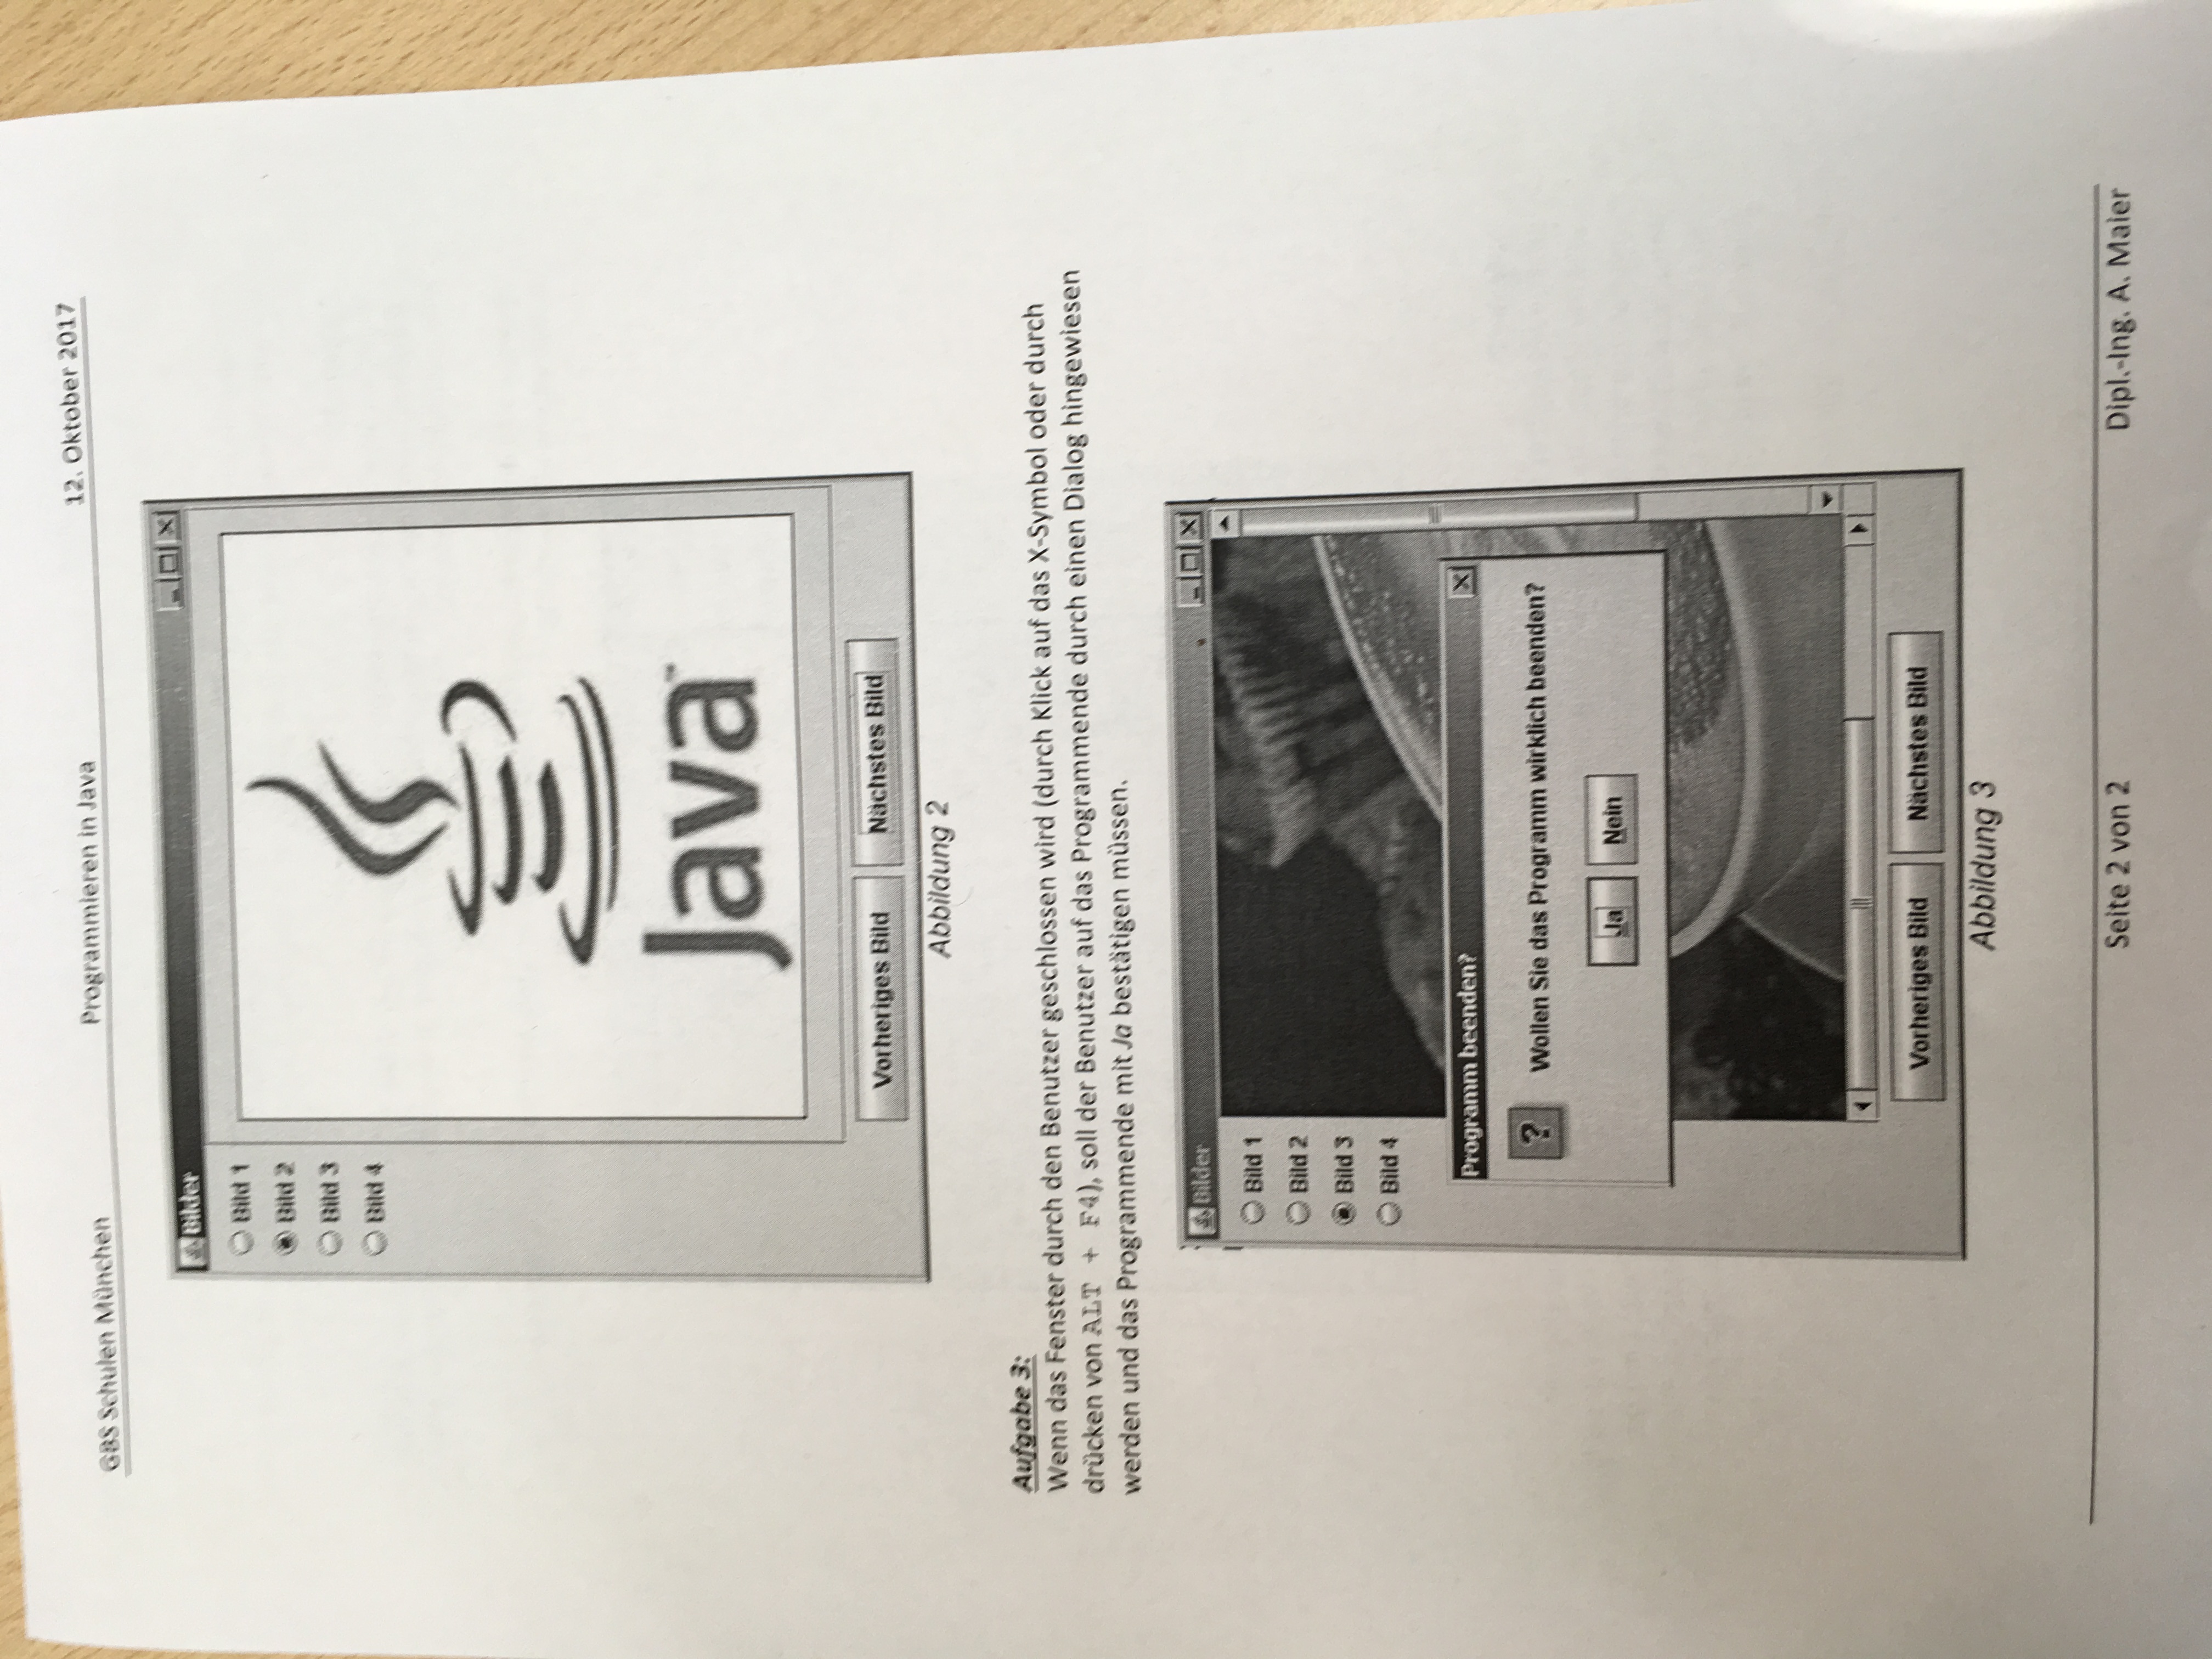 GBS Schulen München Programmieren in Java 12. Oktober 2017
Bilder
Bild 1
Bild 2
Bild 3
Bild 4
Java™
Vorheriges Bild Nächstes Bild
Abbildung 2
Aufgabe 3:
Wenn das Fenster durch den Benutzer geschlossen wird (durch Klick auf das X-Symbol oder durch
drücken von ALT + F4), soll der Benutzer auf das Programmende durch einen Dialog hingewiesen
werden und das Programmende mit Ja bestätigen müssen.
Bilder
Bild 1
Bild 2
Bild 3
Bild 4
Programm beenden?
? Wollen Sie das Programm wirklich beenden?
Ja Nein
Vorheriges Bild Nächstes Bild
Abbildung 3
Seite 2 von 2 Dipl.-Ing. A. Maier